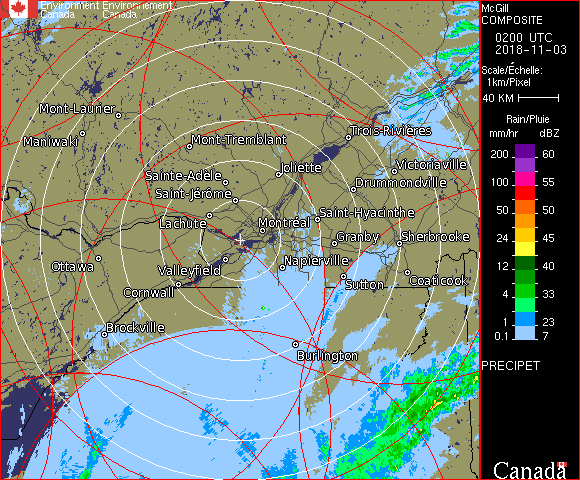 Environment Environnement
Canada Canada
McGill
COMPOSITE
0200 UTC
2018-11-03
Scale/Échelle:
1km/Pixel
40 KM
Rain/Pluie
mm/hr dBZ
200 60
150 57
100 55
50 50
24 45
12 40
4 33
1 23
0.1 7
PRECIPET
Canada
Mont-Laurier
Maniwaki
Mont-Tremblant
Trois-Rivières
Sainte-Adèle
Joliette
Victoriaville
Saint-Jérôme
Drummondville
Lachute
Montréal
Saint-Hyacinthe
Granby
Sherbrooke
Ottawa
Valleyfield
Napierville
Cornwall
Sutton
Coaticook
Brockville
Burlington